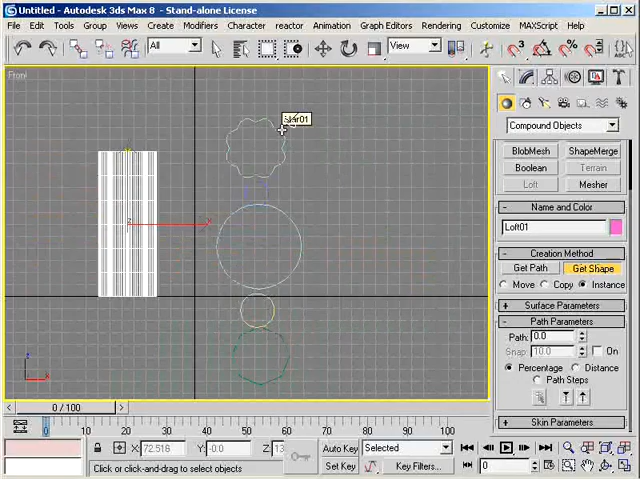 Untitled - Autodesk 3ds Max 8 - Stand-alone License
File Edit Tools Group Views Create Modifiers Character reactor Animation Graph Editors Rendering Customize MAXScript Help
All View
Front
Star01
Compound Objects
BlobMesh ShapeMerge
Boolean Terrain
Loft Mesher
Name and Color
Loft01
Creation Method
Get Path Get Shape
Move Copy Instance
Surface Parameters
Path Parameters
Path: 0.0
Snap: 10.0 On
Percentage Distance
Path Steps
Skin Parameters
z
x
x
0 / 100
0 10 20 30 40 50 60 70 80 90 100
X: 72.516 Y: -0.0 Z: 13
Auto Key Selected
Click or click-and-drag to select objects
Set Key Key Filters...
0